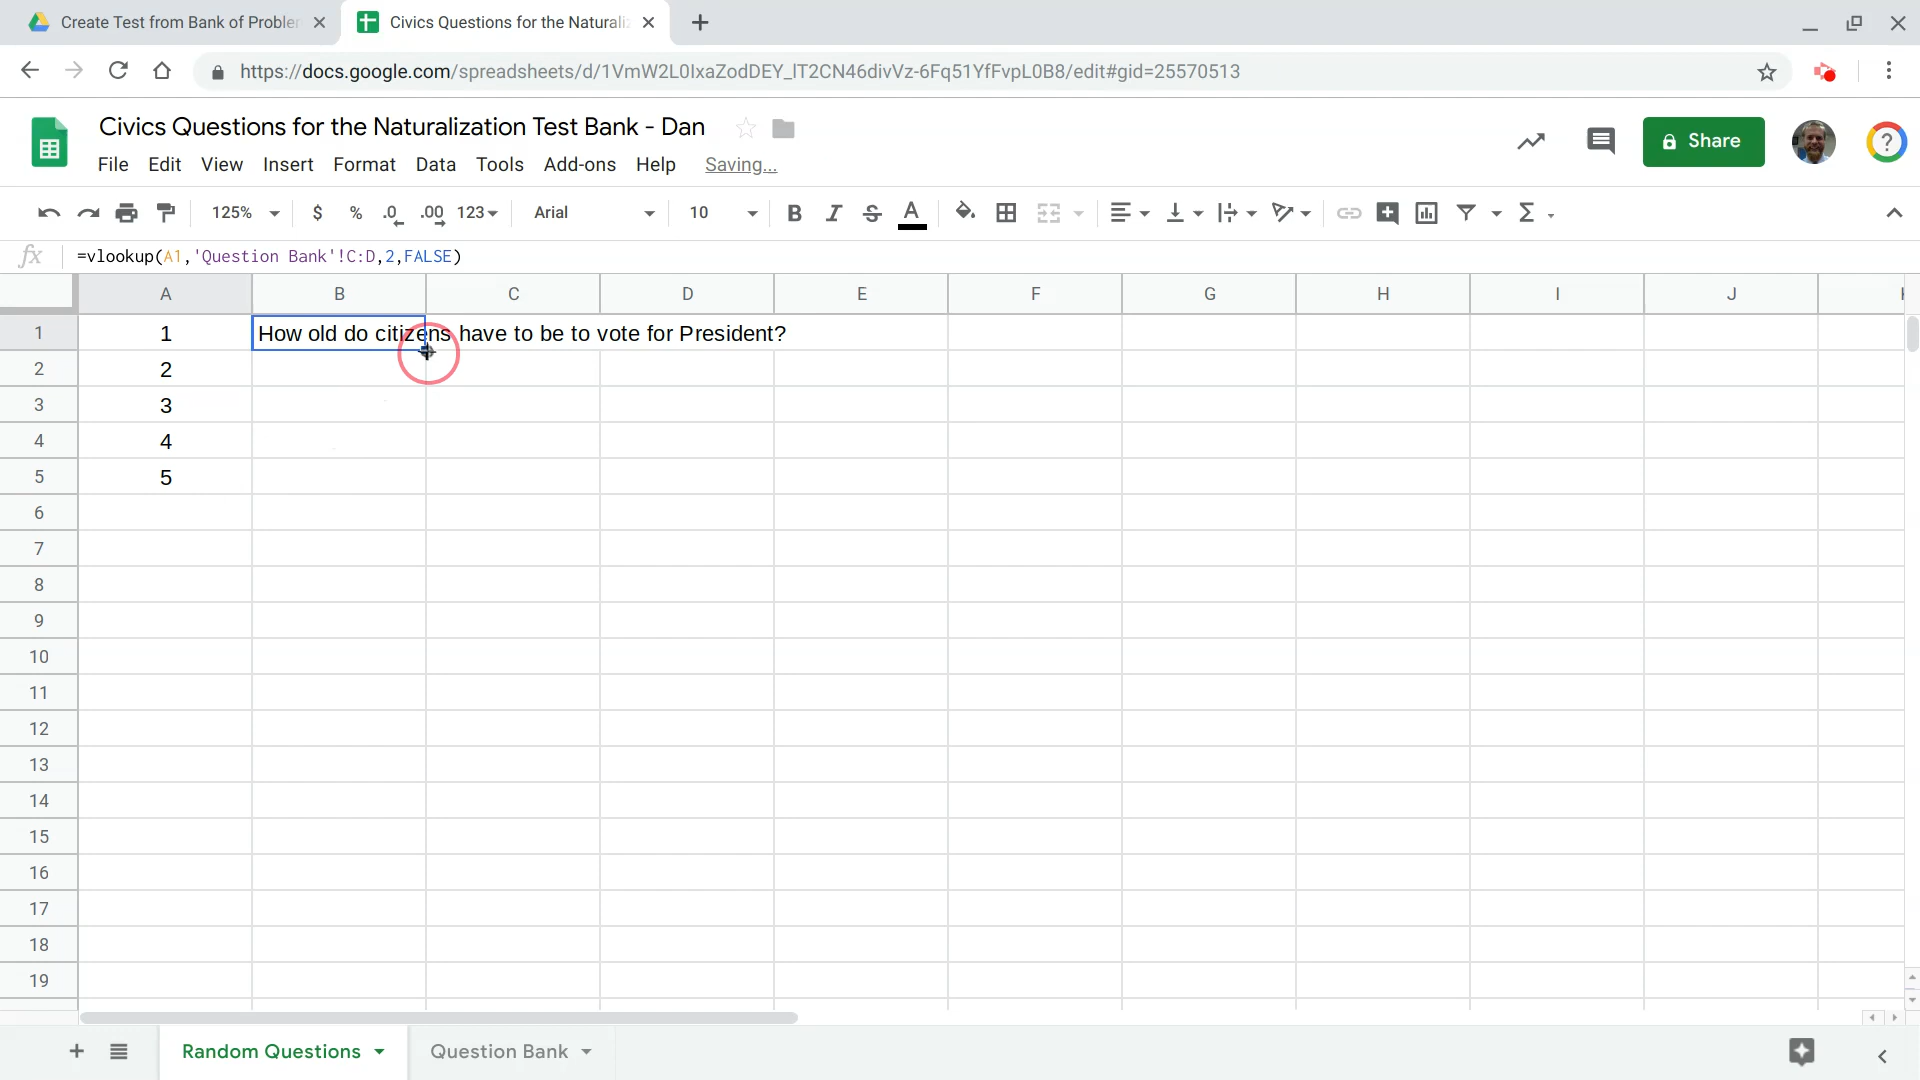 Create Test from Bank of Probler
Civics Questions for the Naturaliz
https://docs.google.com/spreadsheets/d/1VmW2L0IxaZodDEY_lT2CN46divVz-6Fq51YfFvpL0B8/edit#gid=25570513
Civics Questions for the Naturalization Test Bank - Dan
File Edit View Insert Format Data Tools Add-ons Help Saving...
Share
125% $ % .0 .00 123 Arial 10 B I S A Σ
fx =vlookup(A1,'Question Bank'!C:D,2,FALSE)
A B C D E F G H I J
1 1 How old do citizens have to be to vote for President?
2 2
3 3
4 4
5 5
6
7
8
9
10
11
12
13
14
15
16
17
18
19
Random Questions Question Bank